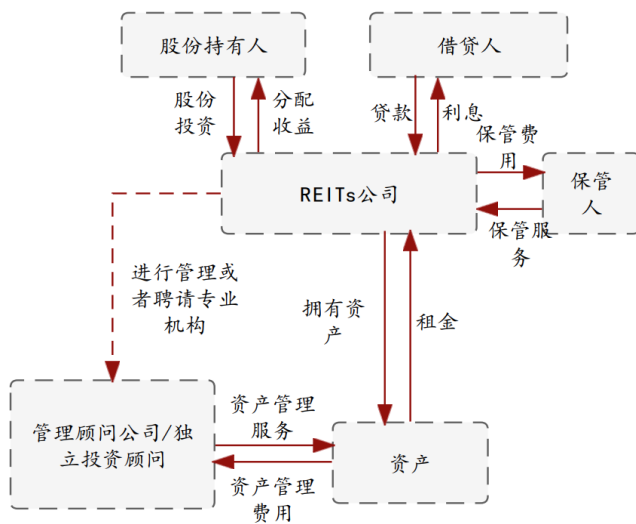 股份持有人
借贷人
股份
投资
分配
收益
贷款
利息
保管费
用
REITs公司
保管
人
保管服
务
进行管理或
者聘请专业
机构
拥有资
产
租金
管理顾问公司/独
立投资顾问
资产管理
服务
资产
资产管理
费用